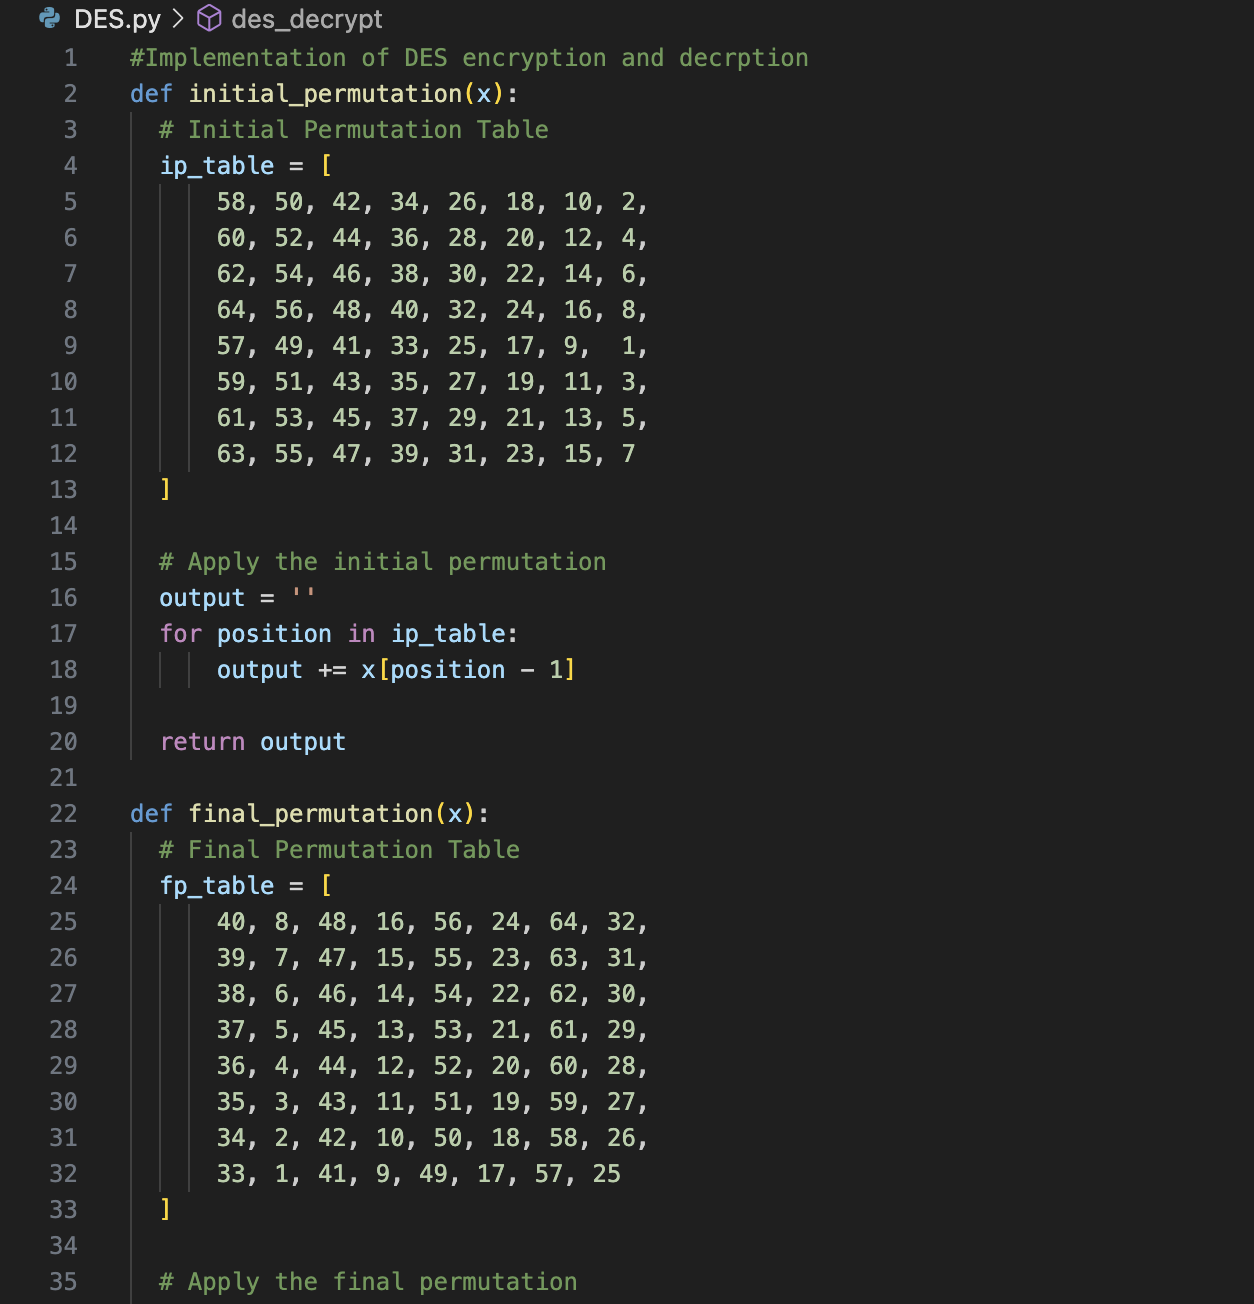 DES.py > des_decrypt
1 #Implementation of DES encryption and decrption
2 def initial_permutation(x):
3   # Initial Permutation Table
4   ip_table = [
5       58, 50, 42, 34, 26, 18, 10, 2,
6       60, 52, 44, 36, 28, 20, 12, 4,
7       62, 54, 46, 38, 30, 22, 14, 6,
8       64, 56, 48, 40, 32, 24, 16, 8,
9       57, 49, 41, 33, 25, 17, 9,  1,
10       59, 51, 43, 35, 27, 19, 11, 3,
11       61, 53, 45, 37, 29, 21, 13, 5,
12       63, 55, 47, 39, 31, 23, 15, 7
13   ]
14
15   # Apply the initial permutation
16   output = ''
17   for position in ip_table:
18       output += x[position - 1]
19
20   return output
21
22 def final_permutation(x):
23   # Final Permutation Table
24   fp_table = [
25       40, 8, 48, 16, 56, 24, 64, 32,
26       39, 7, 47, 15, 55, 23, 63, 31,
27       38, 6, 46, 14, 54, 22, 62, 30,
28       37, 5, 45, 13, 53, 21, 61, 29,
29       36, 4, 44, 12, 52, 20, 60, 28,
30       35, 3, 43, 11, 51, 19, 59, 27,
31       34, 2, 42, 10, 50, 18, 58, 26,
32       33, 1, 41, 9, 49, 17, 57, 25
33   ]
34
35   # Apply the final permutation